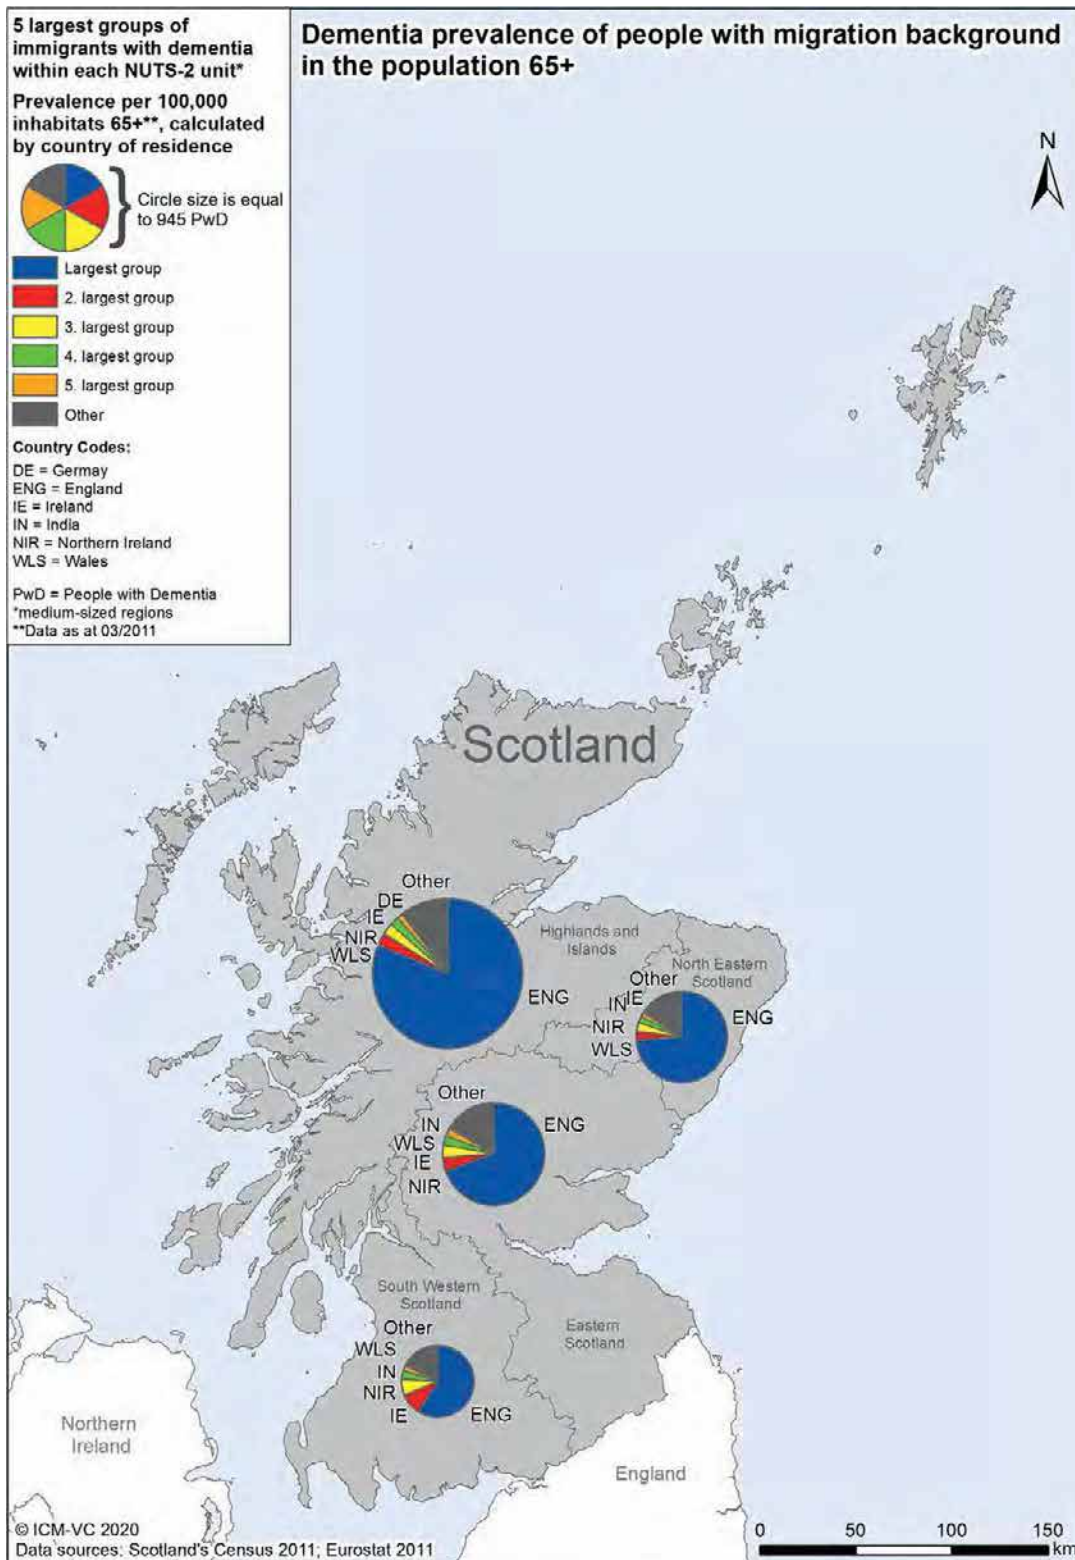 5 largest groups of
immigrants with dementia
within each NUTS-2 unit*
Prevalence per 100,000
inhabitats 65+**, calculated
by country of residence
Circle size is equal
to 945 PwD
Largest group
2. largest group
3. largest group
4. largest group
5. largest group
Other
Country Codes:
DE = Germay
ENG = England
IE = Ireland
IN = India
NIR = Northern Ireland
WLS = Wales
PwD = People with Dementia
*medium-sized regions
**Data as at 03/2011
Dementia prevalence of people with migration background
in the population 65+
N
Scotland
Other
DE
IE
NIR
WLS
ENG
Highlands and
Islands
North Eastern
Scotland
Other
IE
IN
NIR
WLS
ENG
Other
IN
WLS
IE
NIR
ENG
South Western
Scotland
Eastern
Scotland
Other
WLS
IN
NIR
IE
ENG
Northern
Ireland
England
© ICM-VC 2020
Data sources: Scotland's Census 2011; Eurostat 2011
0 50 100 150
km